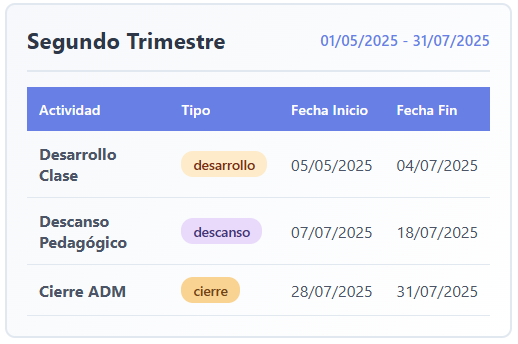 Segundo Trimestre 01/05/2025 - 31/07/2025
Actividad Tipo Fecha Inicio Fecha Fin
Desarrollo Clase desarrollo 05/05/2025 04/07/2025
Descanso Pedagógico descanso 07/07/2025 18/07/2025
Cierre ADM cierre 28/07/2025 31/07/2025